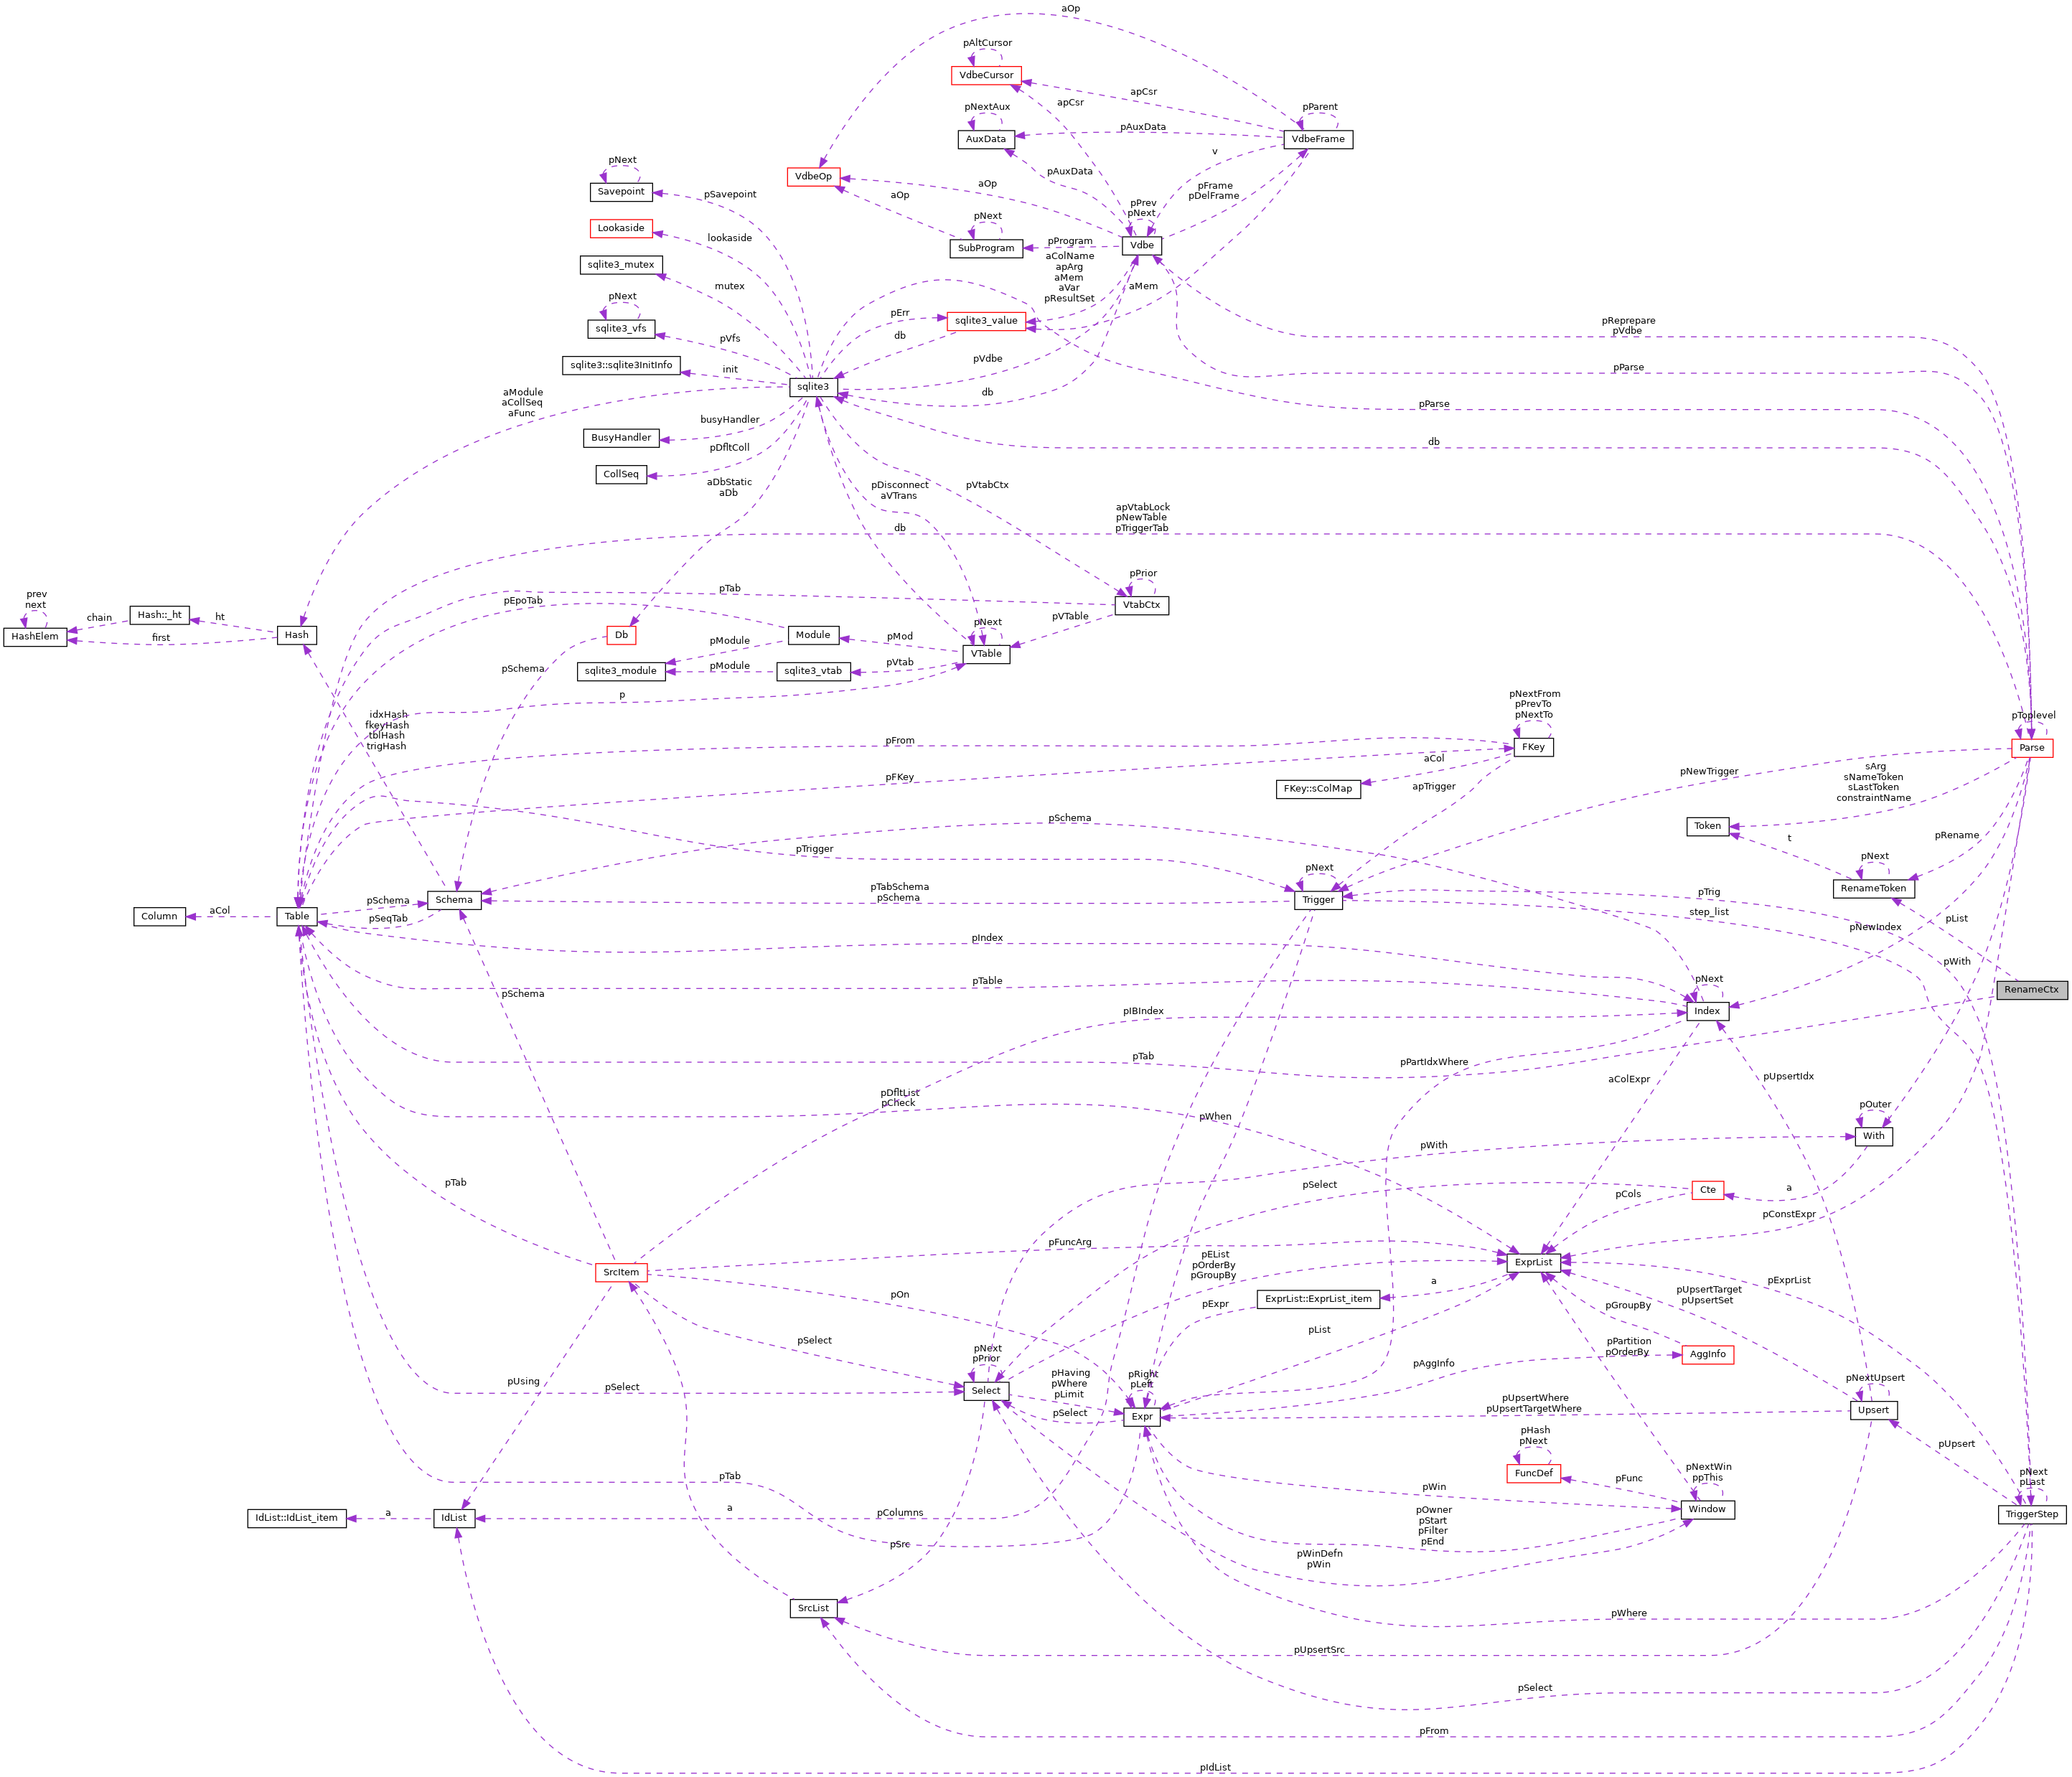 aOp
pAltCursor
VdbeCursor
apCsr
apCsr
pNextAux
pParent
AuxData
pAuxData
VdbeFrame
v
pNext
pAuxData
VdbeOp
aOp
pFrame
pDelFrame
Savepoint
pSavepoint
aOp
pPrev
pNext
pNext
Lookaside
lookaside
SubProgram
pProgram
Vdbe
aColName
apArg
aMem
aVar
pResultSet
sqlite3_mutex
mutex
aMem
pNext
sqlite3_vfs
pVfs
pErr
sqlite3_value
db
pReprepare
pVdbe
sqlite3::sqlite3InitInfo
init
pVdbe
pParse
sqlite3
aModule
aCollSeq
aFunc
db
pParse
busyHandler
BusyHandler
db
pDfltColl
CollSeq
aDbStatic
aDb
pDisconnect
aVTrans
pVtabCtx
apVtabLock
pNewTable
pTriggerTab
db
pPrior
pTab
VtabCtx
pEpoTab
prev
next
Hash::_ht
ht
chain
HashElem
first
Hash
Db
Module
pMod
pNext
pVTable
VTable
pModule
pSchema
sqlite3_module
pModule
sqlite3_vtab
pVtab
p
pNextFrom
pPrevTo
pNextTo
idxHash
fkeyHash
tblHash
trigHash
pFrom
FKey
pToplevel
Parse
pFKey
aCol
FKey::sColMap
apTrigger
pNewTrigger
sArg
sNameToken
sLastToken
constraintName
pSchema
Token
t
pRename
pTrigger
pNext
pNext
RenameToken
pTabSchema
pSchema
Trigger
pTrig
Column
aCol
Table
pSchema
Schema
pSeqTab
step_list
pList
pNewIndex
pIndex
pWith
pTable
pNext
RenameCtx
pSchema
pIBIndex
Index
pTab
pPartIdxWhere
aColExpr
pUpsertIdx
pDfltList
pCheck
pWhen
pOuter
With
pWith
pTab
pSelect
Cte
a
pCols
pConstExpr
pFuncArg
pEList
pOrderBy
pGroupBy
ExprList
SrcItem
pOn
pExpr
ExprList::ExprList_item
a
pExprList
pUpsertTarget
pUpsertSet
pGroupBy
pList
pSelect
pNext
pPrior
pHaving
pWhere
pLimit
pRight
pLeft
pAggInfo
pPartition
pOrderBy
AggInfo
pUsing
pSelect
Select
pSelect
Expr
pUpsertWhere
pUpsertTargetWhere
pNextUpsert
Upsert
pHash
pNext
pUpsert
FuncDef
pFunc
pNextWin
ppThis
pNext
pLast
pTab
pWin
Window
TriggerStep
IdList::IdList_item
a
IdList
a
pColumns
pOwner
pStart
pFilter
pEnd
pSrc
pWinDefn
pWin
SrcList
pWhere
pUpsertSrc
pSelect
pFrom
pIdList